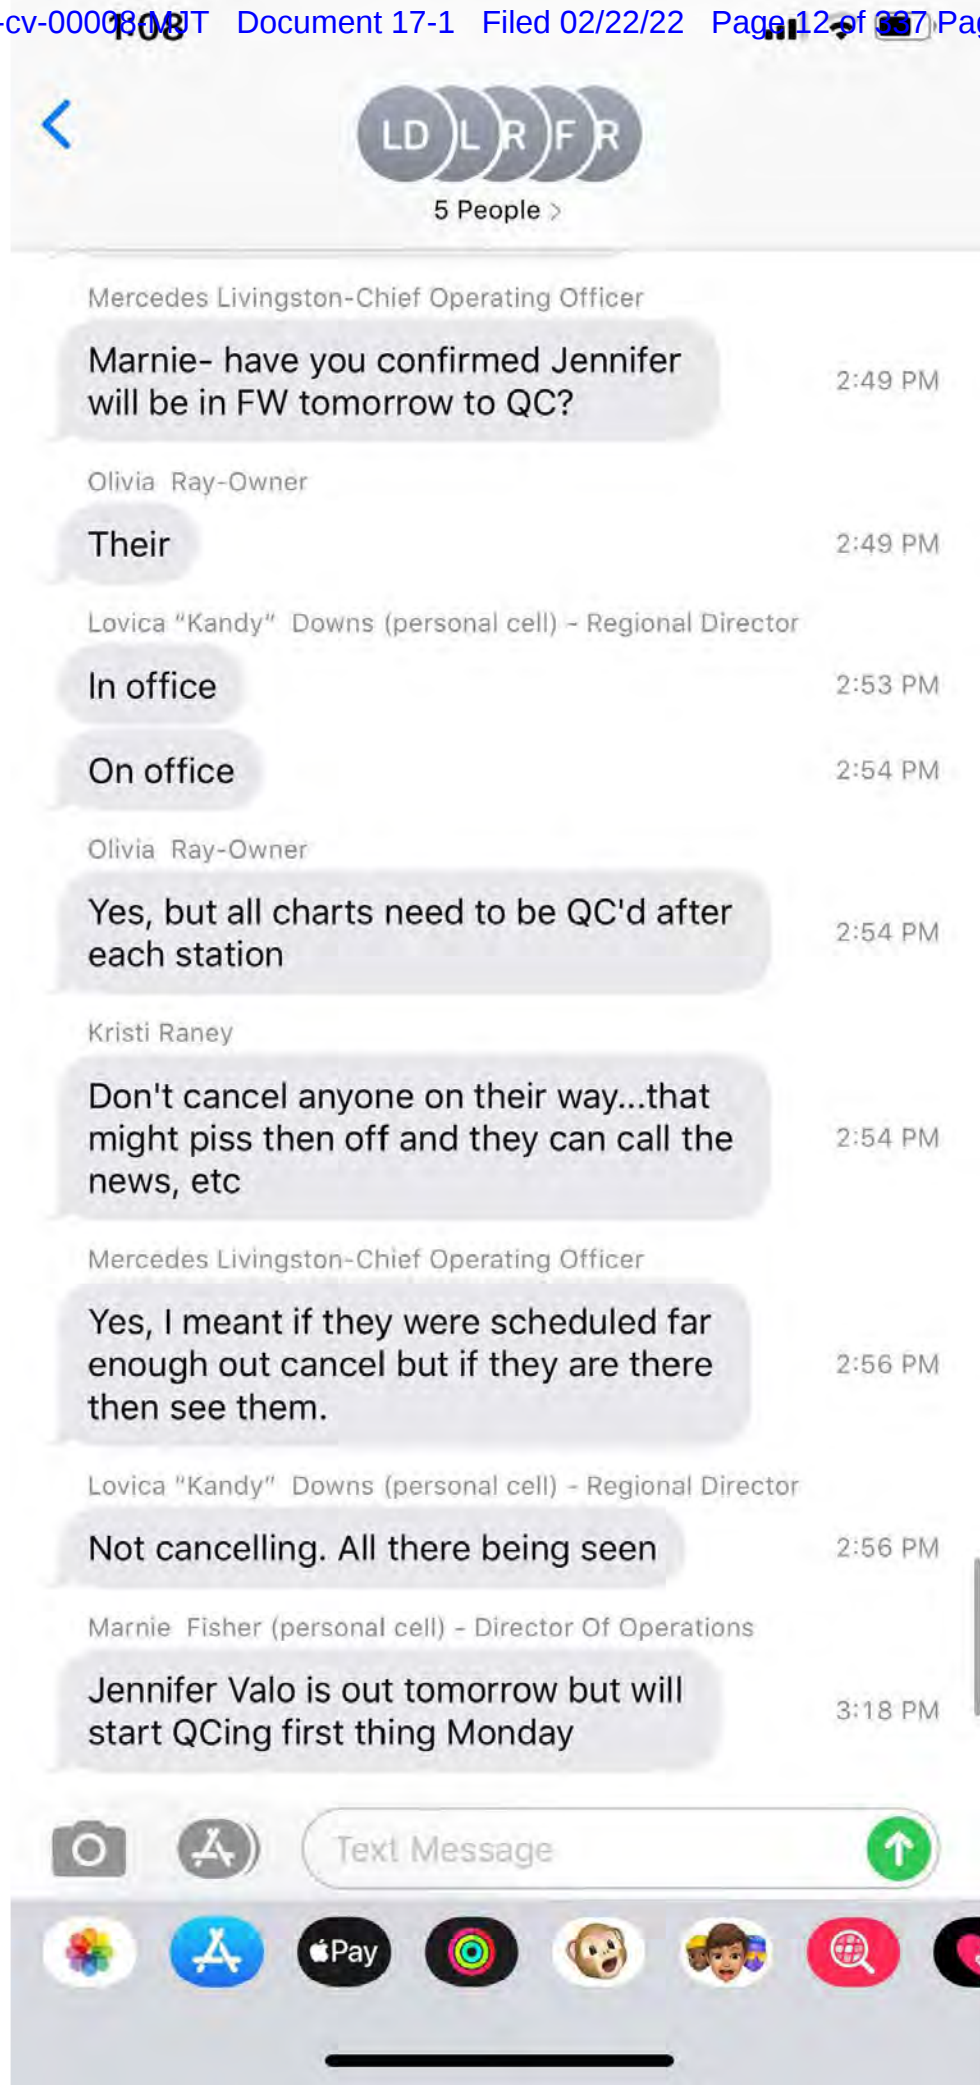 -cv-00008-MJT Document 17-1 Filed 02/22/22 Page 12 of 337 Pag
1:08
LD L R F R
5 People >
Mercedes Livingston-Chief Operating Officer
Marnie- have you confirmed Jennifer
will be in FW tomorrow to QC?
2:49 PM
Olivia Ray-Owner
Their
2:49 PM
Lovica "Kandy" Downs (personal cell) - Regional Director
In office
2:53 PM
On office
2:54 PM
Olivia Ray-Owner
Yes, but all charts need to be QC'd after
each station
2:54 PM
Kristi Raney
Don't cancel anyone on their way...that
might piss then off and they can call the
news, etc
2:54 PM
Mercedes Livingston-Chief Operating Officer
Yes, I meant if they were scheduled far
enough out cancel but if they are there
then see them.
2:56 PM
Lovica "Kandy" Downs (personal cell) - Regional Director
Not cancelling. All there being seen
2:56 PM
Marnie Fisher (personal cell) - Director Of Operations
Jennifer Valo is out tomorrow but will
start QCing first thing Monday
3:18 PM
Text Message
Pay